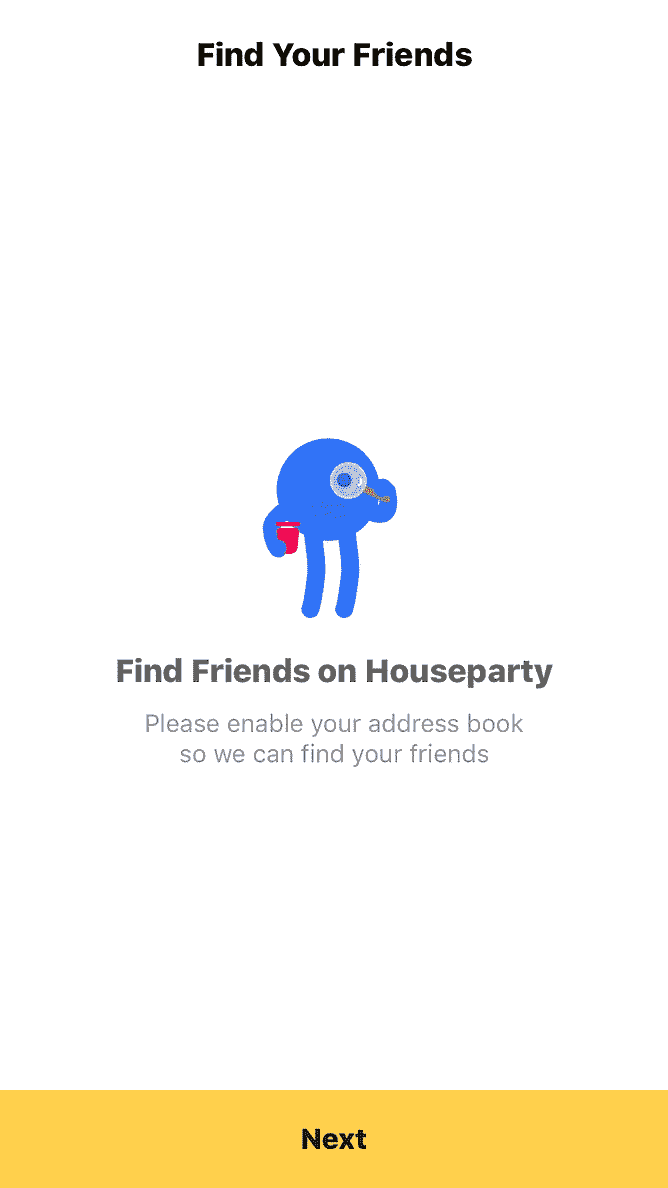 Find Your Friends
Find Friends on Houseparty
Please enable your address book
so we can find your friends
Next